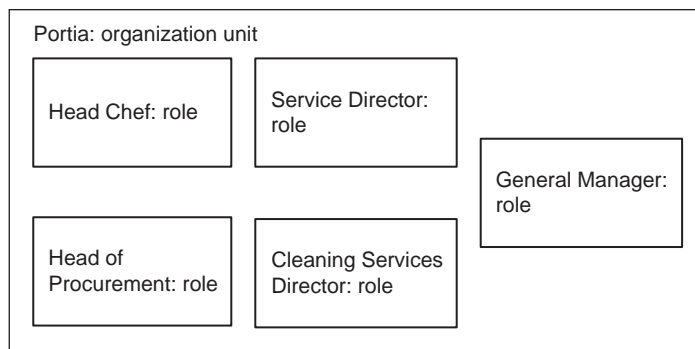 Portia: organization unit
Head Chef: role
Service Director:
role
General Manager:
role
Head of
Procurement: role
Cleaning Services
Director: role